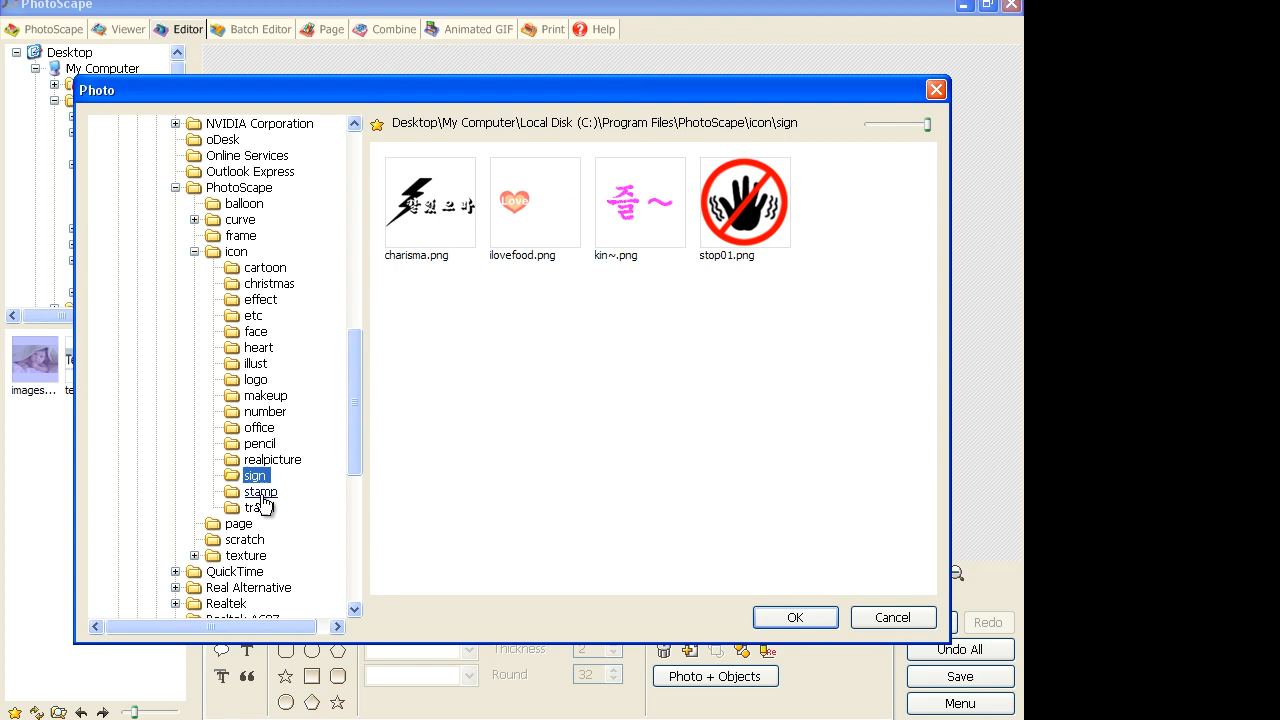 PhotoScape
PhotoScape
Viewer
Editor
Batch Editor
Page
Combine
Animated GIF
Print
Help
Desktop
My Computer
images...
Photo
NVIDIA Corporation
oDesk
Online Services
Outlook Express
PhotoScape
balloon
curve
frame
icon
cartoon
christmas
effect
etc
face
heart
illust
logo
makeup
number
office
pencil
realpicture
sign
stamp
page
scratch
texture
QuickTime
Real Alternative
Realtek
Desktop\My Computer\Local Disk (C:)\Program Files\PhotoScape\icon\sign
charisma.png
Love
ilovefood.png
즐~
kin~.png
stop01.png
OK
Cancel
Thickness
2
Round
32
Photo + Objects
Redo
Undo All
Save
Menu